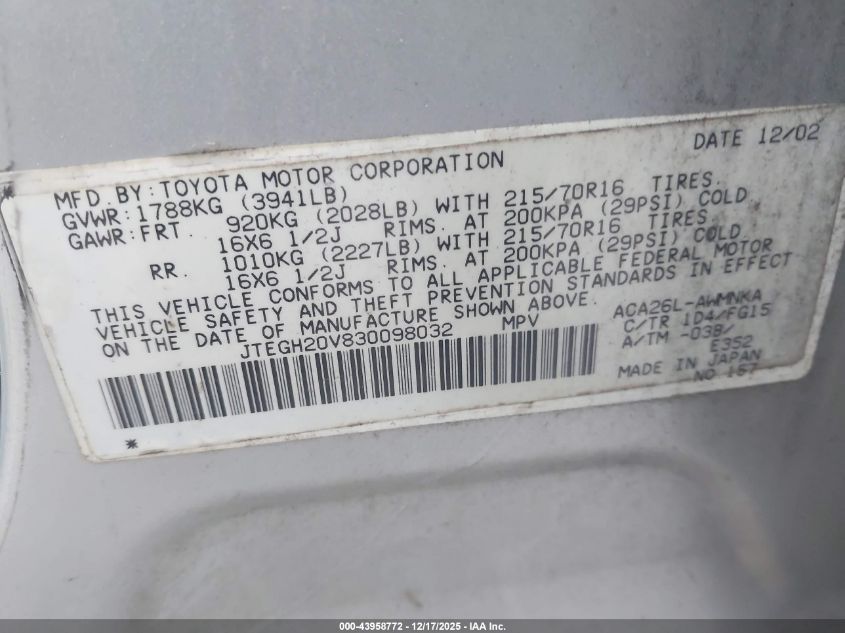 DATE 12/02
MFD. BY: TOYOTA MOTOR CORPORATION
GVWR: 1788KG (3941LB)
GAWR: FRT. 920KG (2028LB) WITH 215/70R16 TIRES.
16X6 1/2J RIMS. AT 200KPA (29PSI) COLD.
RR. 1010KG (2227LB) WITH 215/70R16 TIRES.
16X6 1/2J RIMS. AT 200KPA (29PSI) COLD.
THIS VEHICLE CONFORMS TO ALL APPLICABLE FEDERAL MOTOR
VEHICLE SAFETY AND THEFT PREVENTION STANDARDS IN EFFECT
ON THE DATE OF MANUFACTURE SHOWN ABOVE.
JTEGH20V830098032 MPV
ACA26L-AWMNKA
C/TR 1D4/FG15
A/TM -03B/
E352
MADE IN JAPAN
NO 157
000-43958772 - 12/17/2025 - IAA Inc.